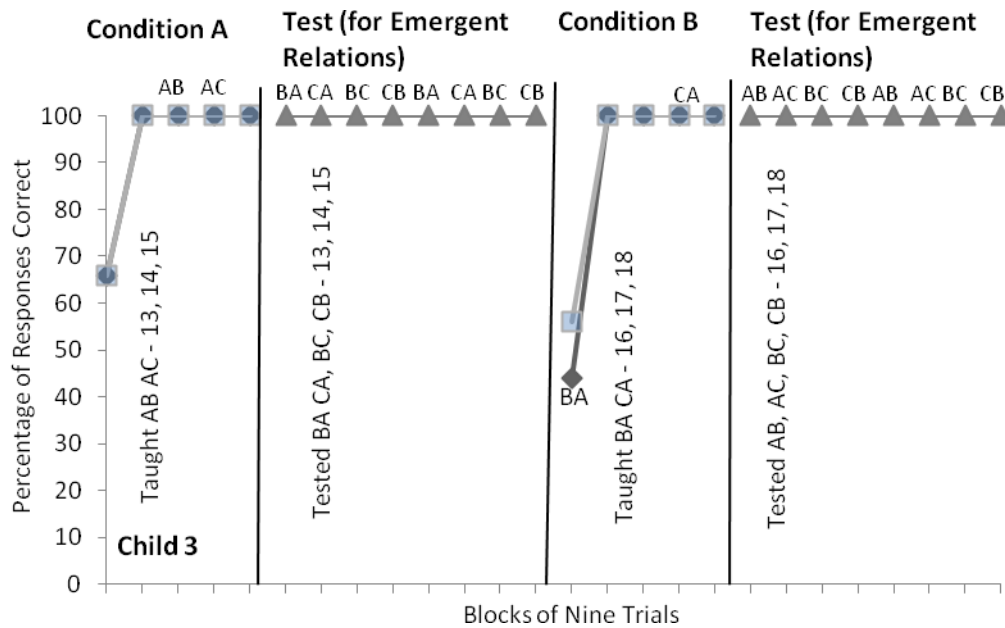 Condition A
Test (for Emergent
Relations)
Condition B
Test (for Emergent
Relations)
AB AC
BA CA BC CB BA CA BC CB
CA
AB AC BC CB AB AC BC CB
100
90
80
70
60
50
40
30
20
10
0
Percentage of Responses Correct
Taught AB AC - 13, 14, 15
Tested BA CA, BC, CB - 13, 14, 15
BA
Taught BA CA - 16, 17, 18
Tested AB, AC, BC, CB - 16, 17, 18
Child 3
Blocks of Nine Trials